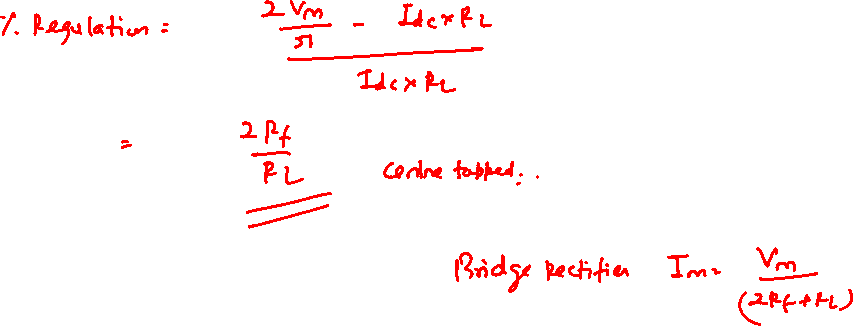 % Regulation = (2Vm/π - Idc×RL) / (Idc×RL)
= 2Rf/RL centre tapped..
Bridge Rectifier Im = Vm/(2Rf+RL)